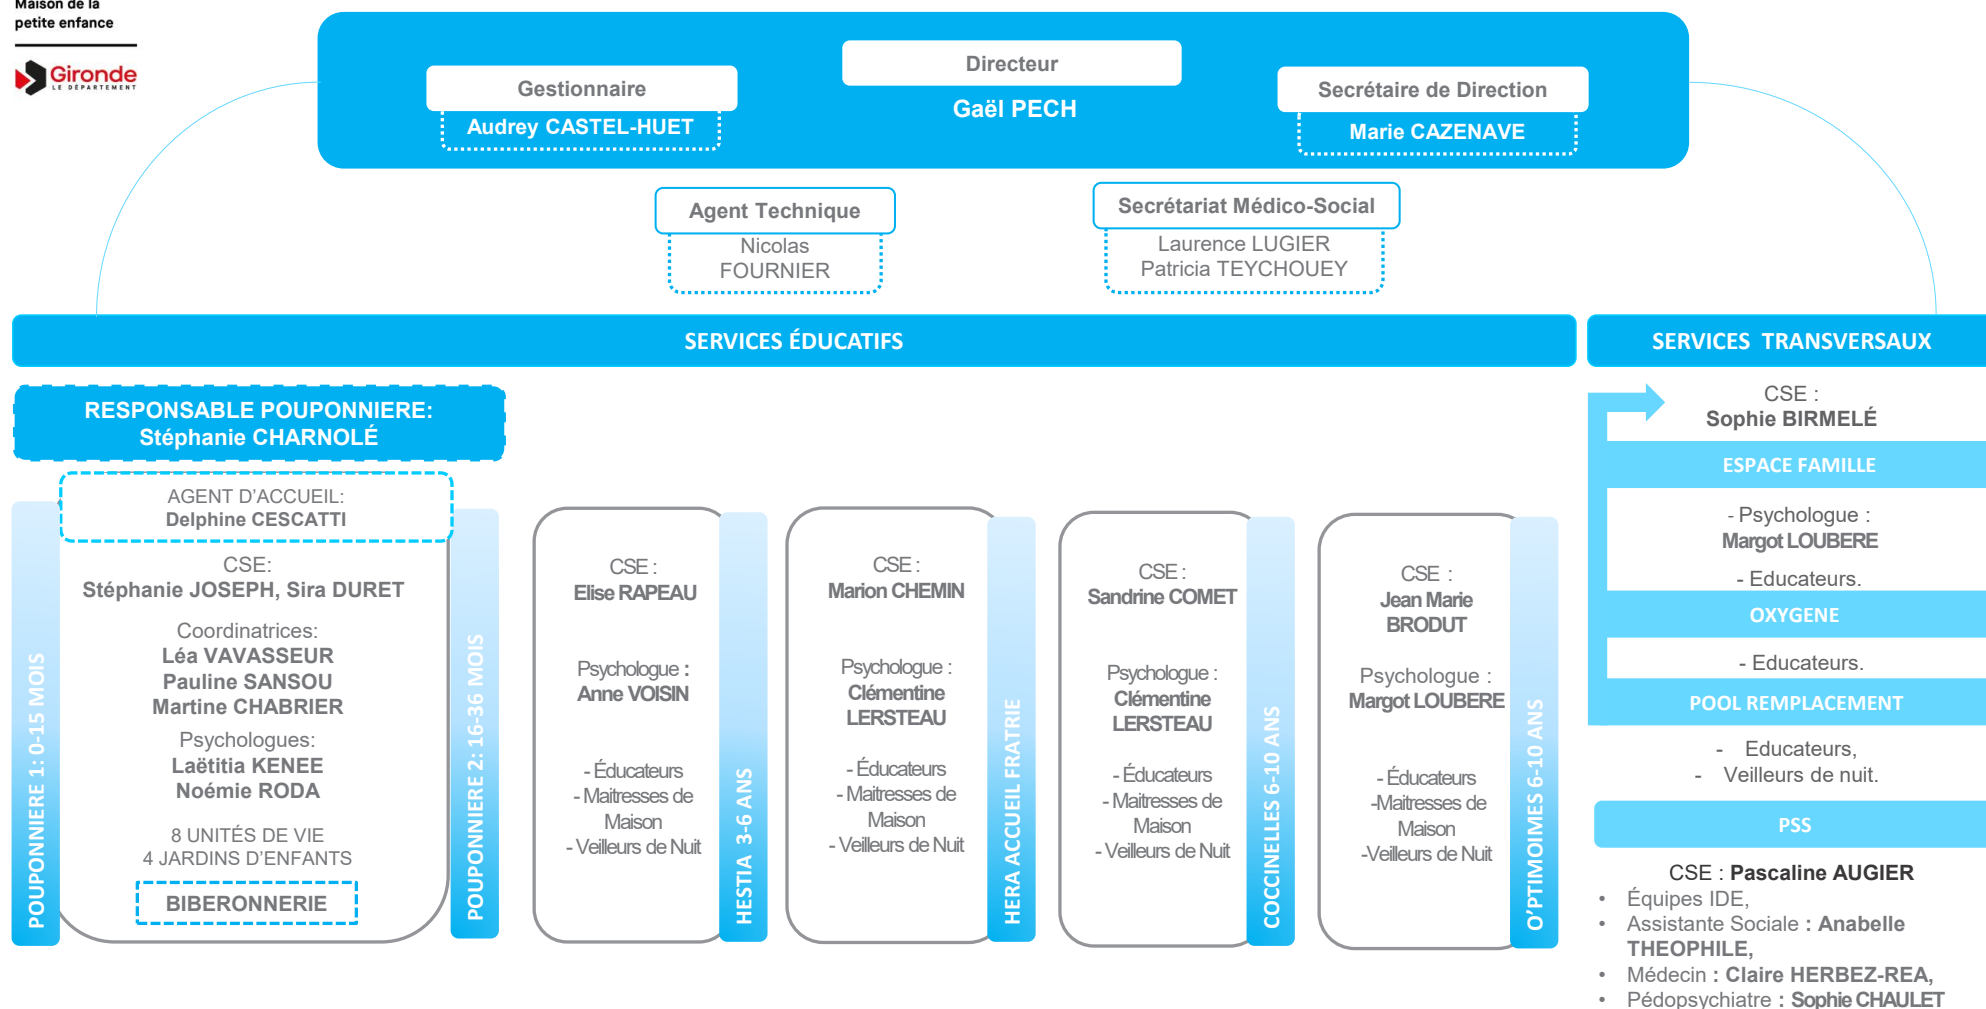 Maison de la
petite enfance
Gironde
LE DÉPARTEMENT
Directeur
Gaël PECH
Gestionnaire
Audrey CASTEL-HUET
Secrétaire de Direction
Marie CAZENAVE
Agent Technique
Nicolas
FOURNIER
Secrétariat Médico-Social
Laurence LUGIER
Patricia TEYCHOUEY
SERVICES ÉDUCATIFS
RESPONSABLE POUPONNIERE:
Stéphanie CHARNOLÉ
POUPONNIERE 1: 0-15 MOIS
AGENT D'ACCUEIL:
Delphine CESCATTI
CSE:
Stéphanie JOSEPH, Sira DURET
Coordinatrices:
Léa VAVASSEUR
Pauline SANSOU
Martine CHABRIER
Psychologues:
Laëtitia KENEE
Noémie RODA
8 UNITÉS DE VIE
4 JARDINS D'ENFANTS
BIBERONNERIE
POUPONNIERE 2: 16-36 MOIS
CSE :
Elise RAPEAU
Psychologue :
Anne VOISIN
- Éducateurs
- Maitresses de
Maison
- Veilleurs de Nuit
HESTIA 3-6 ANS
CSE :
Marion CHEMIN
Psychologue :
Clémentine
LERSTEAU
- Éducateurs
- Maitresses de
Maison
- Veilleurs de Nuit
HERA ACCUEIL FRATRIE
CSE :
Sandrine COMET
Psychologue :
Clémentine
LERSTEAU
- Éducateurs
- Maitresses de
Maison
- Veilleurs de Nuit
COCCINELLES 6-10 ANS
CSE :
Jean Marie
BRODUT
Psychologue :
Margot LOUBERE
- Éducateurs
-Maitresses de
Maison
-Veilleurs de Nuit
O'PTIMOIMES 6-10 ANS
SERVICES TRANSVERSAUX
CSE :
Sophie BIRMELÉ
ESPACE FAMILLE
- Psychologue :
Margot LOUBERE
- Educateurs.
OXYGENE
- Educateurs.
POOL REMPLACEMENT
- Educateurs,
- Veilleurs de nuit.
PSS
CSE : Pascaline AUGIER
• Équipes IDE,
• Assistante Sociale : Anabelle
THEOPHILE,
• Médecin : Claire HERBEZ-REA,
• Pédopsychiatre : Sophie CHAULET